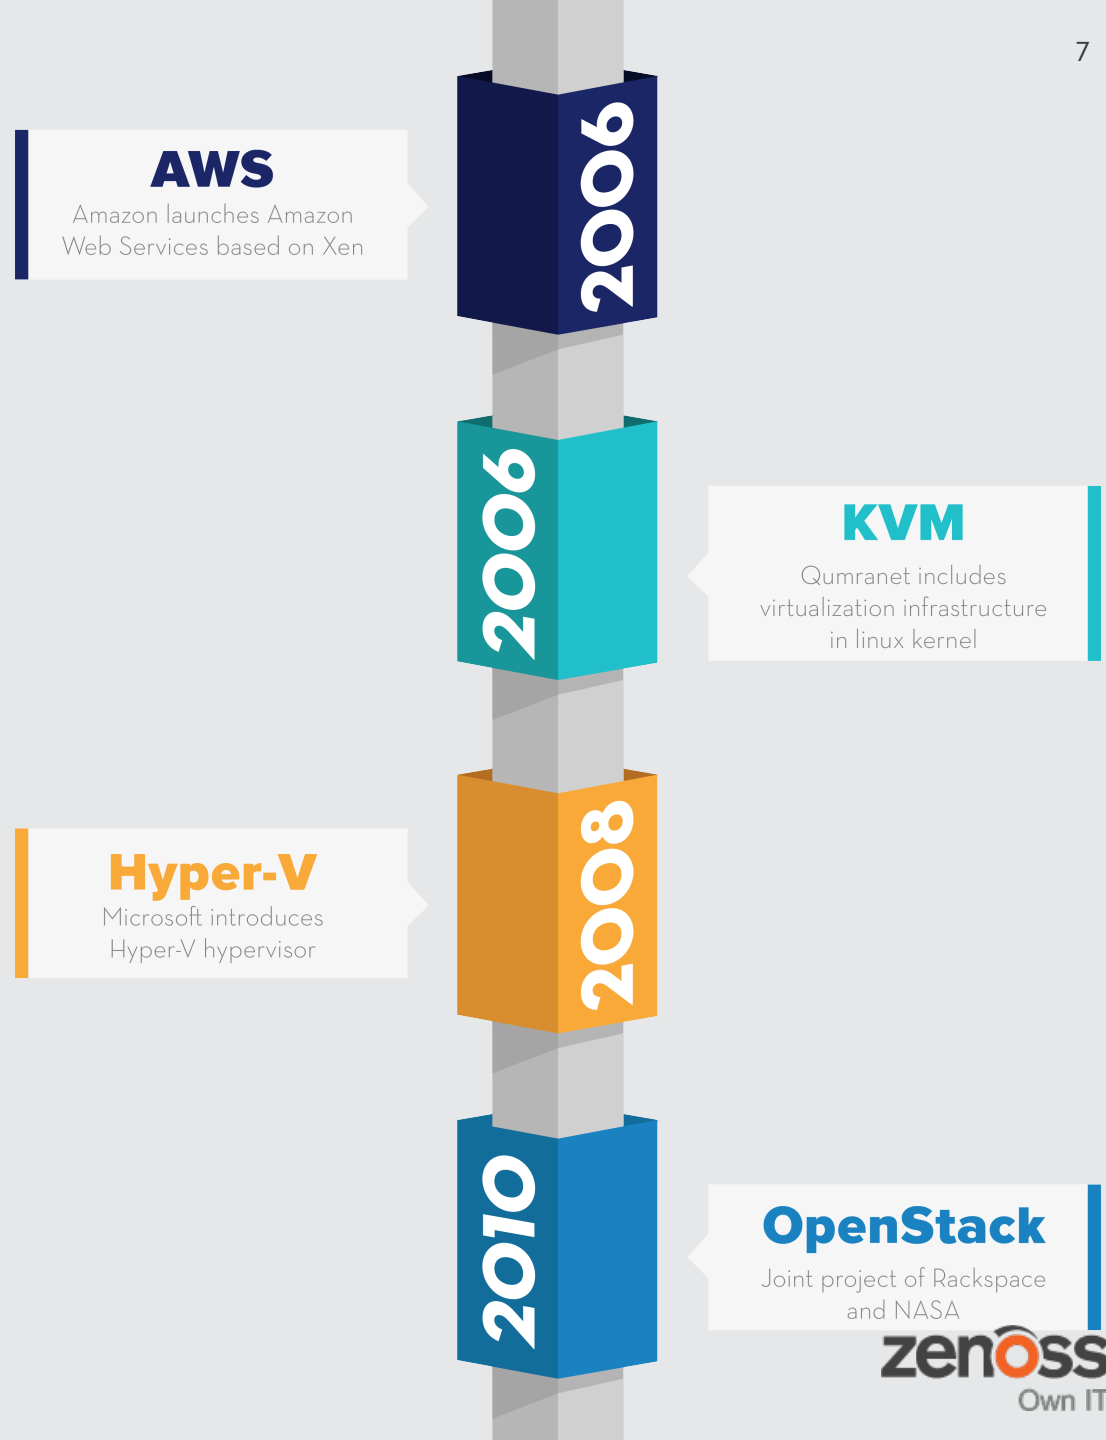 7
2006
AWS
Amazon launches Amazon
Web Services based on Xen
2006
KVM
Qumranet includes
virtualization infrastructure
in linux kernel
2008
Hyper-V
Microsoft introduces
Hyper-V hypervisor
2010
OpenStack
Joint project of Rackspace
and NASA
zenoss
Own IT